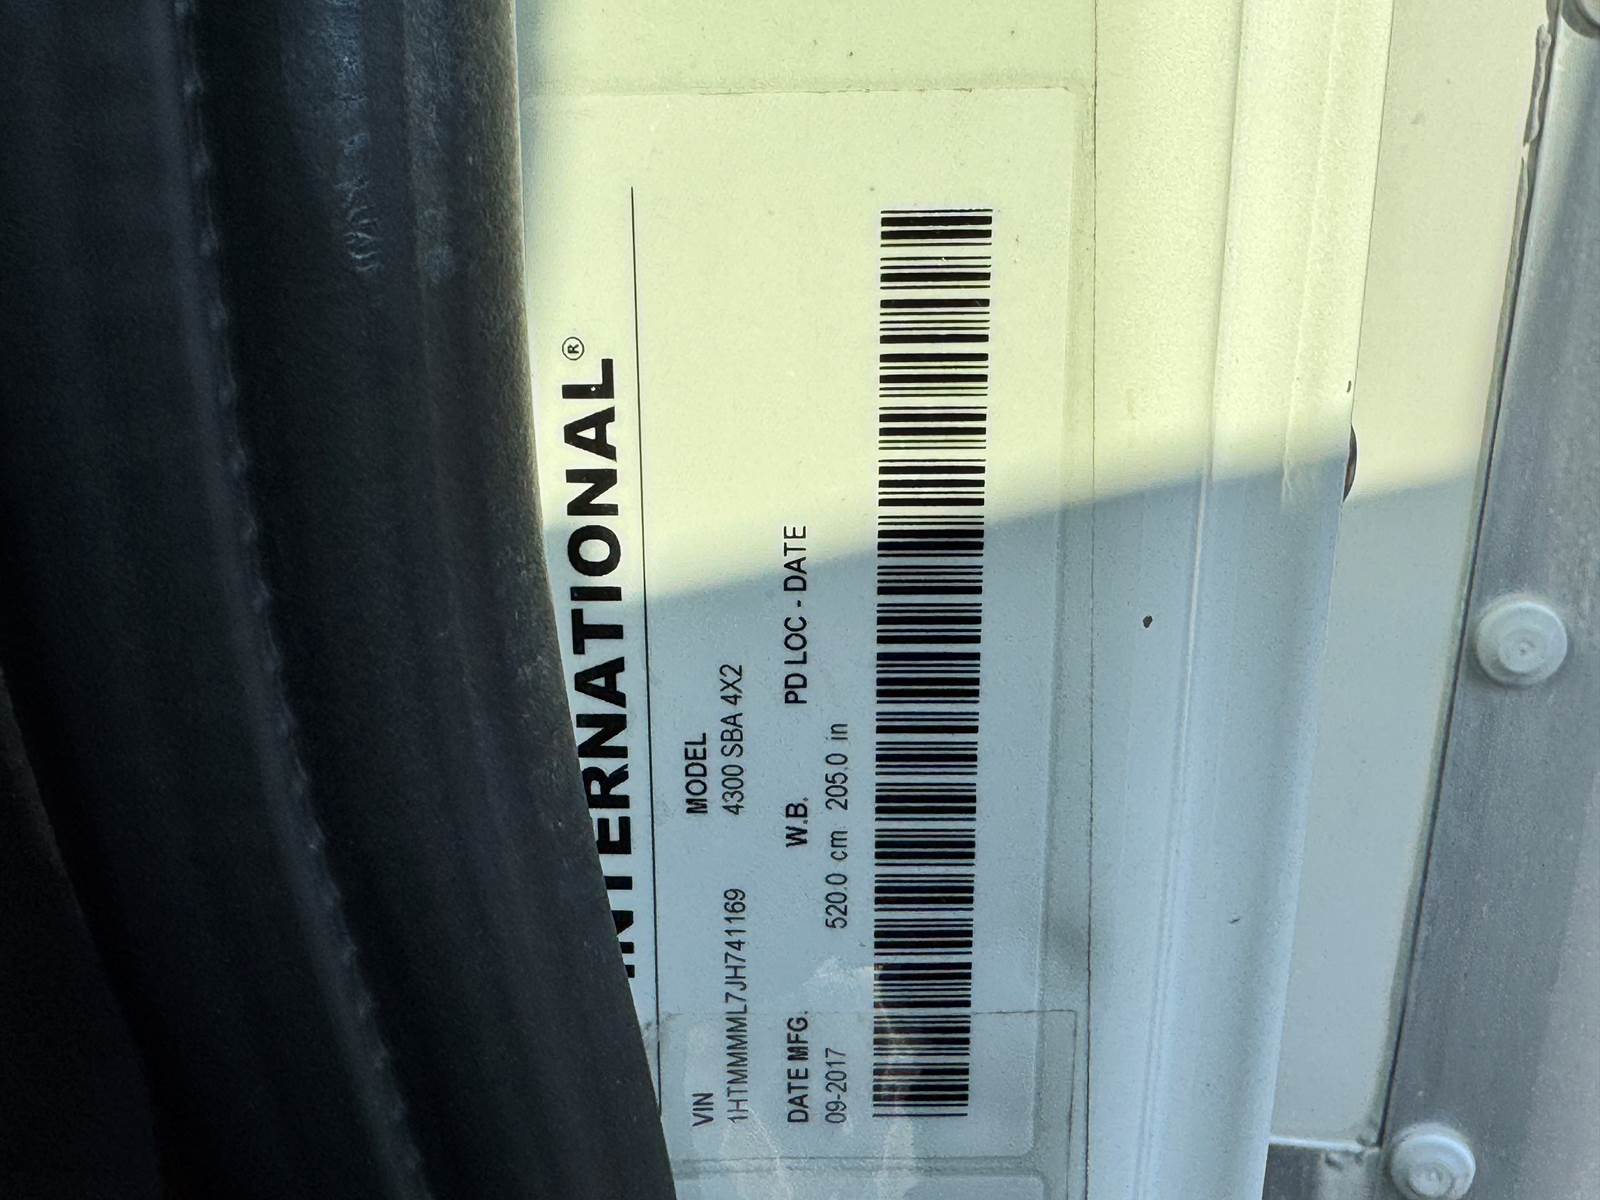 INTERNATIONAL®
VIN MODEL
1HTMMMML7JH741169 4300 SBA 4X2
DATE MFG. W.B. PD LOC - DATE
09-2017 520.0 cm 205.0 in